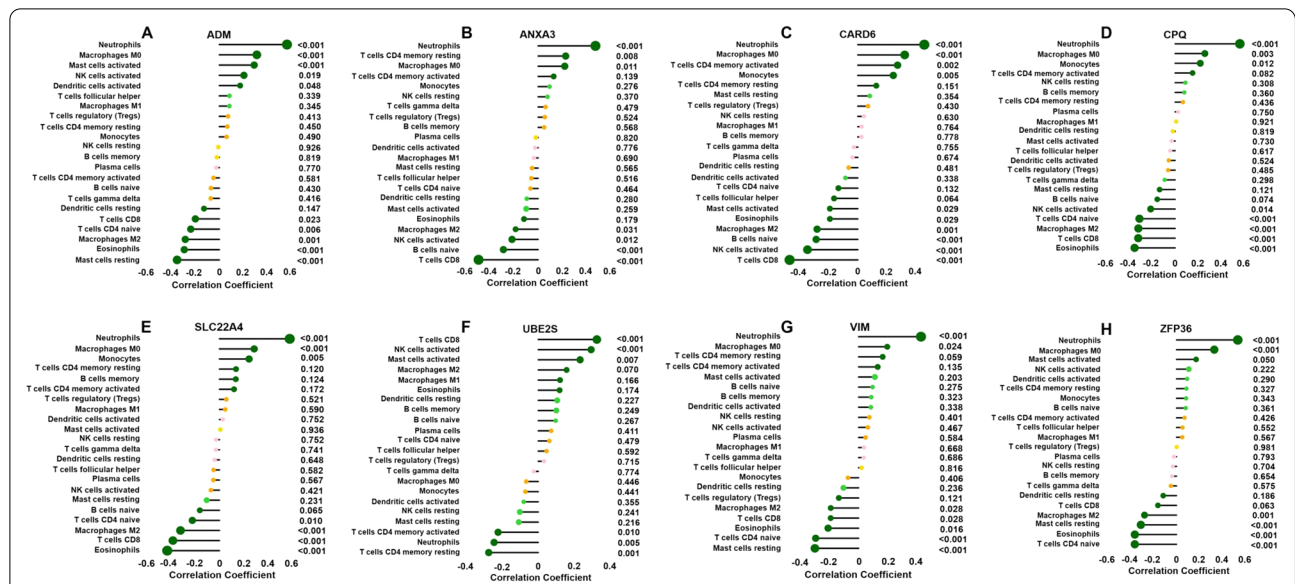 A
ADM
Neutrophils <0.001
Macrophages M0 <0.001
Mast cells activated <0.001
NK cells activated 0.019
Dendritic cells activated 0.048
T cells follicular helper 0.339
Macrophages M1 0.345
T cells regulatory (Tregs) 0.413
T cells CD4 memory resting 0.450
Monocytes 0.490
NK cells resting 0.926
B cells memory 0.819
Plasma cells 0.770
T cells CD4 memory activated 0.581
B cells naive 0.430
T cells gamma delta 0.416
Dendritic cells resting 0.147
T cells CD8 0.023
T cells CD4 naive 0.006
Macrophages M2 0.001
Eosinophils <0.001
Mast cells resting <0.001
-0.6 -0.4 -0.2 0 0.2 0.4 0.6
Correlation Coefficient
B
ANXA3
Neutrophils <0.001
T cells CD4 memory resting 0.008
Macrophages M0 0.011
T cells CD4 memory activated 0.139
Monocytes 0.276
NK cells resting 0.370
T cells gamma delta 0.479
T cells regulatory (Tregs) 0.524
B cells memory 0.568
Plasma cells 0.820
Dendritic cells activated 0.776
Macrophages M1 0.690
Mast cells resting 0.565
T cells follicular helper 0.516
T cells CD4 naive 0.464
Dendritic cells resting 0.280
Mast cells activated 0.259
Eosinophils 0.179
Macrophages M2 0.031
NK cells activated 0.012
B cells naive <0.001
T cells CD8 <0.001
-0.4 -0.2 0 0.2 0.4
Correlation Coefficient
C
CARD6
Neutrophils <0.001
Macrophages M0 <0.001
T cells CD4 memory activated 0.002
Monocytes 0.005
T cells CD4 memory resting 0.151
Mast cells resting 0.354
T cells regulatory (Tregs) 0.430
NK cells resting 0.630
Macrophages M1 0.764
B cells memory 0.778
T cells gamma delta 0.755
Plasma cells 0.674
Dendritic cells resting 0.481
Dendritic cells activated 0.338
T cells CD4 naive 0.132
T cells follicular helper 0.064
Mast cells activated 0.029
Eosinophils 0.029
Macrophages M2 0.001
B cells naive <0.001
NK cells activated <0.001
T cells CD8 <0.001
-0.4 -0.2 0 0.2 0.4
Correlation Coefficient
D
CPQ
Neutrophils <0.001
Macrophages M0 0.003
Monocytes 0.012
T cells CD4 memory activated 0.082
NK cells resting 0.308
B cells memory 0.360
T cells CD4 memory resting 0.436
Plasma cells 0.750
Macrophages M1 0.921
Dendritic cells resting 0.819
Mast cells activated 0.730
T cells follicular helper 0.617
Dendritic cells activated 0.524
T cells regulatory (Tregs) 0.485
T cells gamma delta 0.298
Mast cells resting 0.121
B cells naive 0.074
NK cells activated 0.014
T cells CD4 naive <0.001
Macrophages M2 <0.001
T cells CD8 <0.001
Eosinophils <0.001
-0.6 -0.4 -0.2 0 0.2 0.4 0.6
Correlation Coefficient
E
SLC22A4
Neutrophils <0.001
Macrophages M0 <0.001
Monocytes 0.005
T cells CD4 memory resting 0.120
B cells memory 0.124
T cells CD4 memory activated 0.172
T cells regulatory (Tregs) 0.521
Macrophages M1 0.590
Dendritic cells activated 0.752
Mast cells activated 0.936
NK cells resting 0.752
T cells gamma delta 0.741
Dendritic cells resting 0.648
T cells follicular helper 0.582
Plasma cells 0.567
NK cells activated 0.421
Mast cells resting 0.231
B cells naive 0.065
T cells CD4 naive 0.010
Macrophages M2 <0.001
T cells CD8 <0.001
Eosinophils <0.001
-0.4 -0.2 0 0.2 0.4 0.6
Correlation Coefficient
F
UBE2S
T cells CD8 <0.001
NK cells activated <0.001
Mast cells activated 0.007
Macrophages M2 0.070
Macrophages M1 0.166
Eosinophils 0.174
Dendritic cells resting 0.227
B cells memory 0.249
B cells naive 0.267
Plasma cells 0.411
T cells CD4 naive 0.479
T cells follicular helper 0.592
T cells regulatory (Tregs) 0.715
T cells gamma delta 0.774
Macrophages M0 0.446
Monocytes 0.441
Dendritic cells activated 0.355
NK cells resting 0.241
Mast cells resting 0.216
T cells CD4 memory activated 0.010
Neutrophils 0.005
T cells CD4 memory resting 0.001
-0.4 -0.2 0 0.2 0.4
Correlation Coefficient
G
VIM
Neutrophils <0.001
Macrophages M0 0.024
T cells CD4 memory resting 0.059
T cells CD4 memory activated 0.135
Mast cells activated 0.203
B cells naive 0.275
B cells memory 0.323
Dendritic cells activated 0.338
NK cells resting 0.401
NK cells activated 0.467
Plasma cells 0.584
Macrophages M1 0.668
T cells gamma delta 0.686
T cells follicular helper 0.816
Monocytes 0.406
Dendritic cells resting 0.236
T cells regulatory (Tregs) 0.121
Macrophages M2 0.028
T cells CD8 0.028
Eosinophils 0.016
T cells CD4 naive <0.001
Mast cells resting <0.001
-0.4 -0.2 0 0.2 0.4
Correlation Coefficient
H
ZFP36
Neutrophils <0.001
Macrophages M0 <0.001
Mast cells activated 0.050
NK cells activated 0.222
Dendritic cells activated 0.290
T cells CD4 memory resting 0.327
Monocytes 0.343
B cells naive 0.361
T cells CD4 memory activated 0.426
T cells follicular helper 0.552
Macrophages M1 0.567
T cells regulatory (Tregs) 0.981
Plasma cells 0.793
NK cells resting 0.704
B cells memory 0.654
T cells gamma delta 0.575
Dendritic cells resting 0.186
T cells CD8 0.063
Macrophages M2 0.001
Mast cells resting <0.001
Eosinophils <0.001
T cells CD4 naive <0.001
-0.4 -0.2 0 0.2 0.4 0.6
Correlation Coefficient